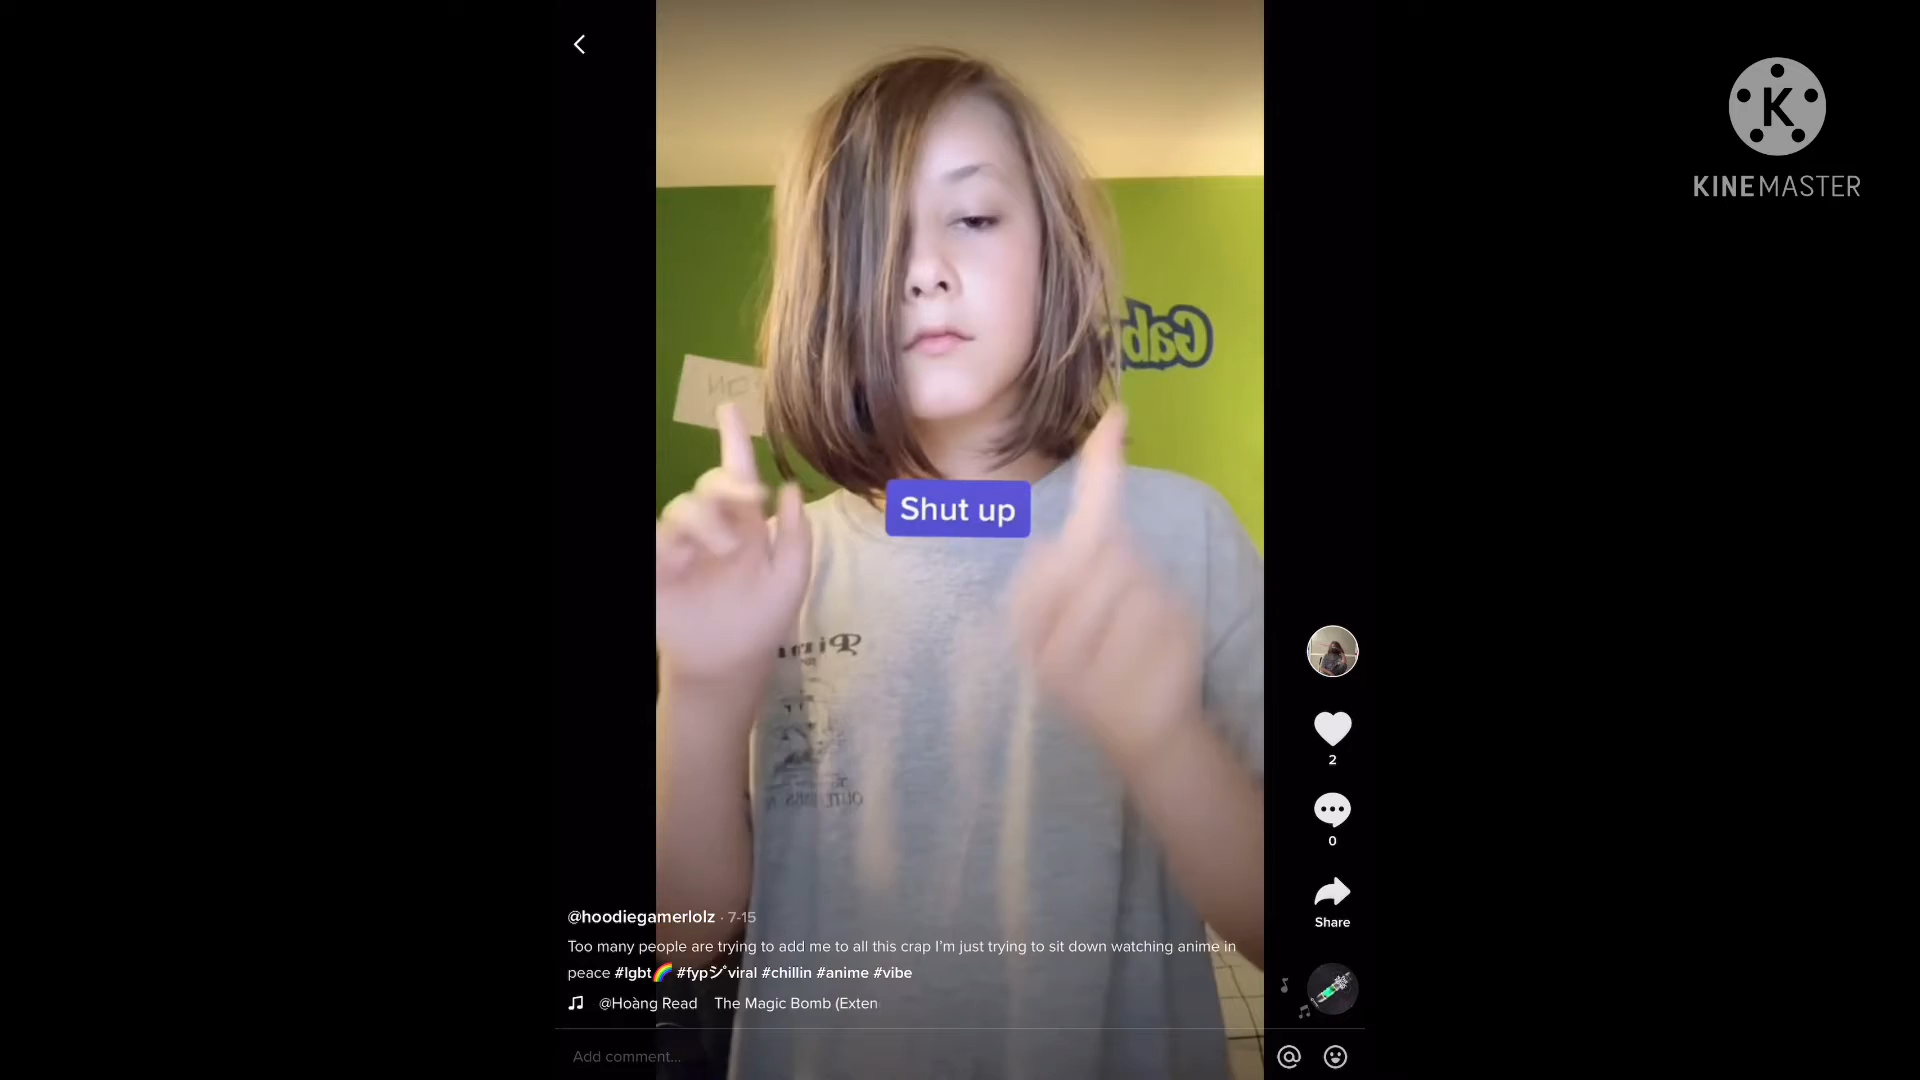 K
KINEMASTER
Gab
Shut up
@hoodiegamerlolz · 7-15
Too many people are trying to add me to all this crap I'm just trying to sit down watching anime in
peace #lgbt🌈 #fypシ゚viral #chillin #anime #vibe
@Hoàng Read The Magic Bomb (Exten
2
0
Share
Add comment...